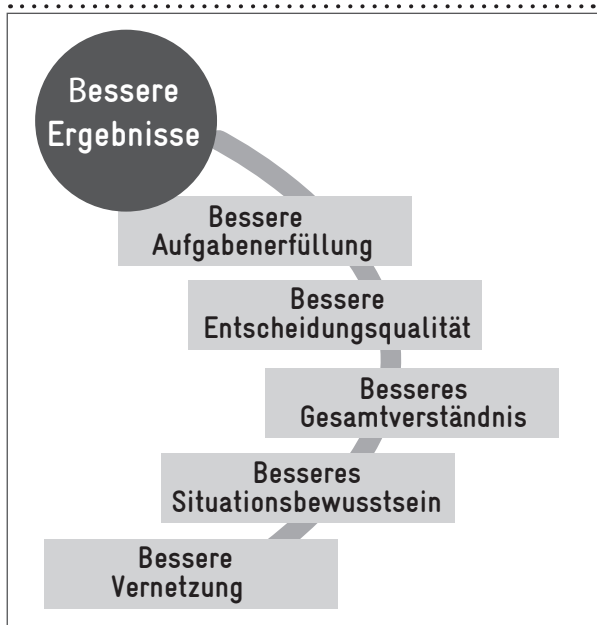 Bessere
Ergebnisse
Bessere
Aufgabenerfüllung
Bessere
Entscheidungsqualität
Besseres
Gesamtverständnis
Besseres
Situationsbewusstsein
Bessere
Vernetzung